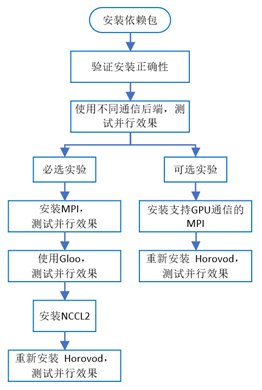 安装依赖包
验证安装正确性
使用不同通信后端，测
试并行效果
必选实验
可选实验
安装MPI，
测试并行效果
安装支持GPU通信的
MPI
使用Gloo，
测试并行效果
重新安装 Horovod，
测试并行效果
安装NCCL2
重新安装 Horovod，
测试并行效果